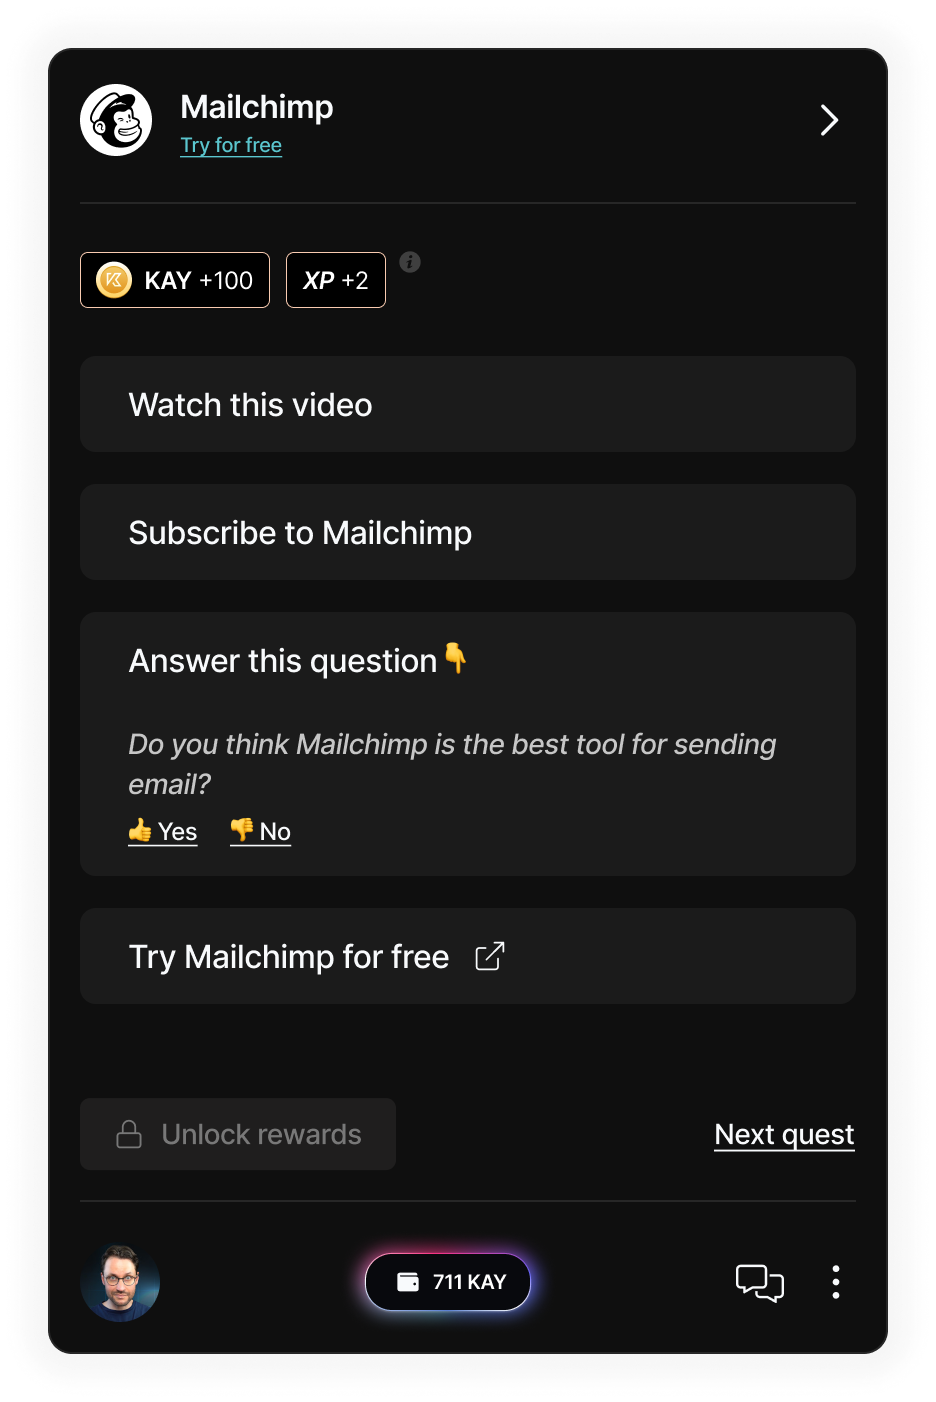 Mailchimp
Try for free
KAY +100
XP +2
Watch this video
Subscribe to Mailchimp
Answer this question👇
Do you think Mailchimp is the best tool for sending
email?
👍 Yes 👎 No
Try Mailchimp for free
Unlock rewards
Next quest
711 KAY